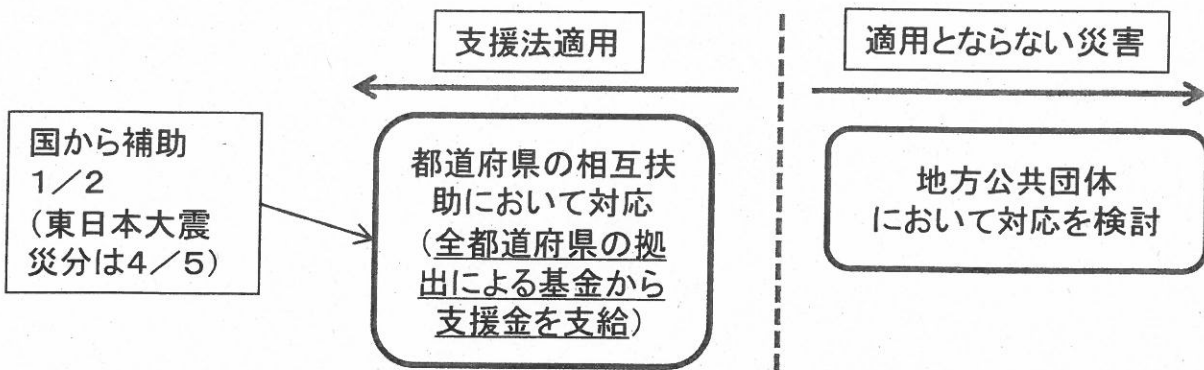 支援法適用
適用とならない災害
国から補助
1/2
(東日本大震
災分は4/5)
都道府県の相互扶
助において対応
(全都道府県の拠
出による基金から
支援金を支給)
地方公共団体
において対応を検討